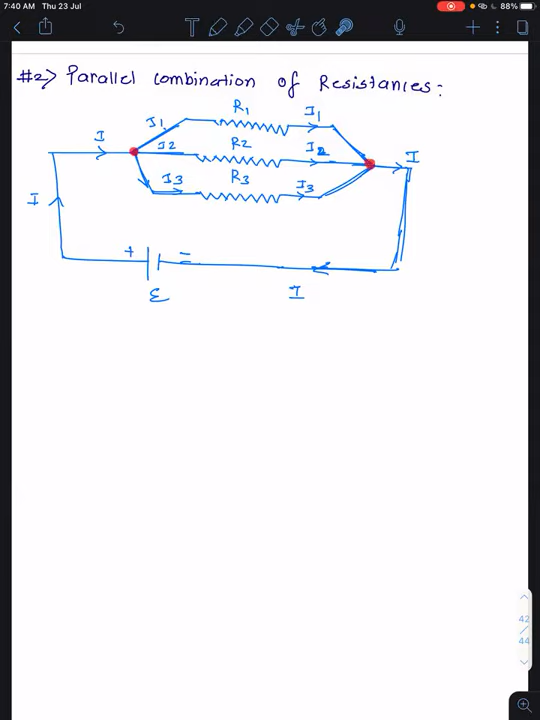 7:40 AM Thu 23 Jul
88%
#2) Parallel combination of Resistances:
R1
I1 I1
I R2
I2 I2 I
R3
I3 I3
I
+ =
ε I
42
/
44